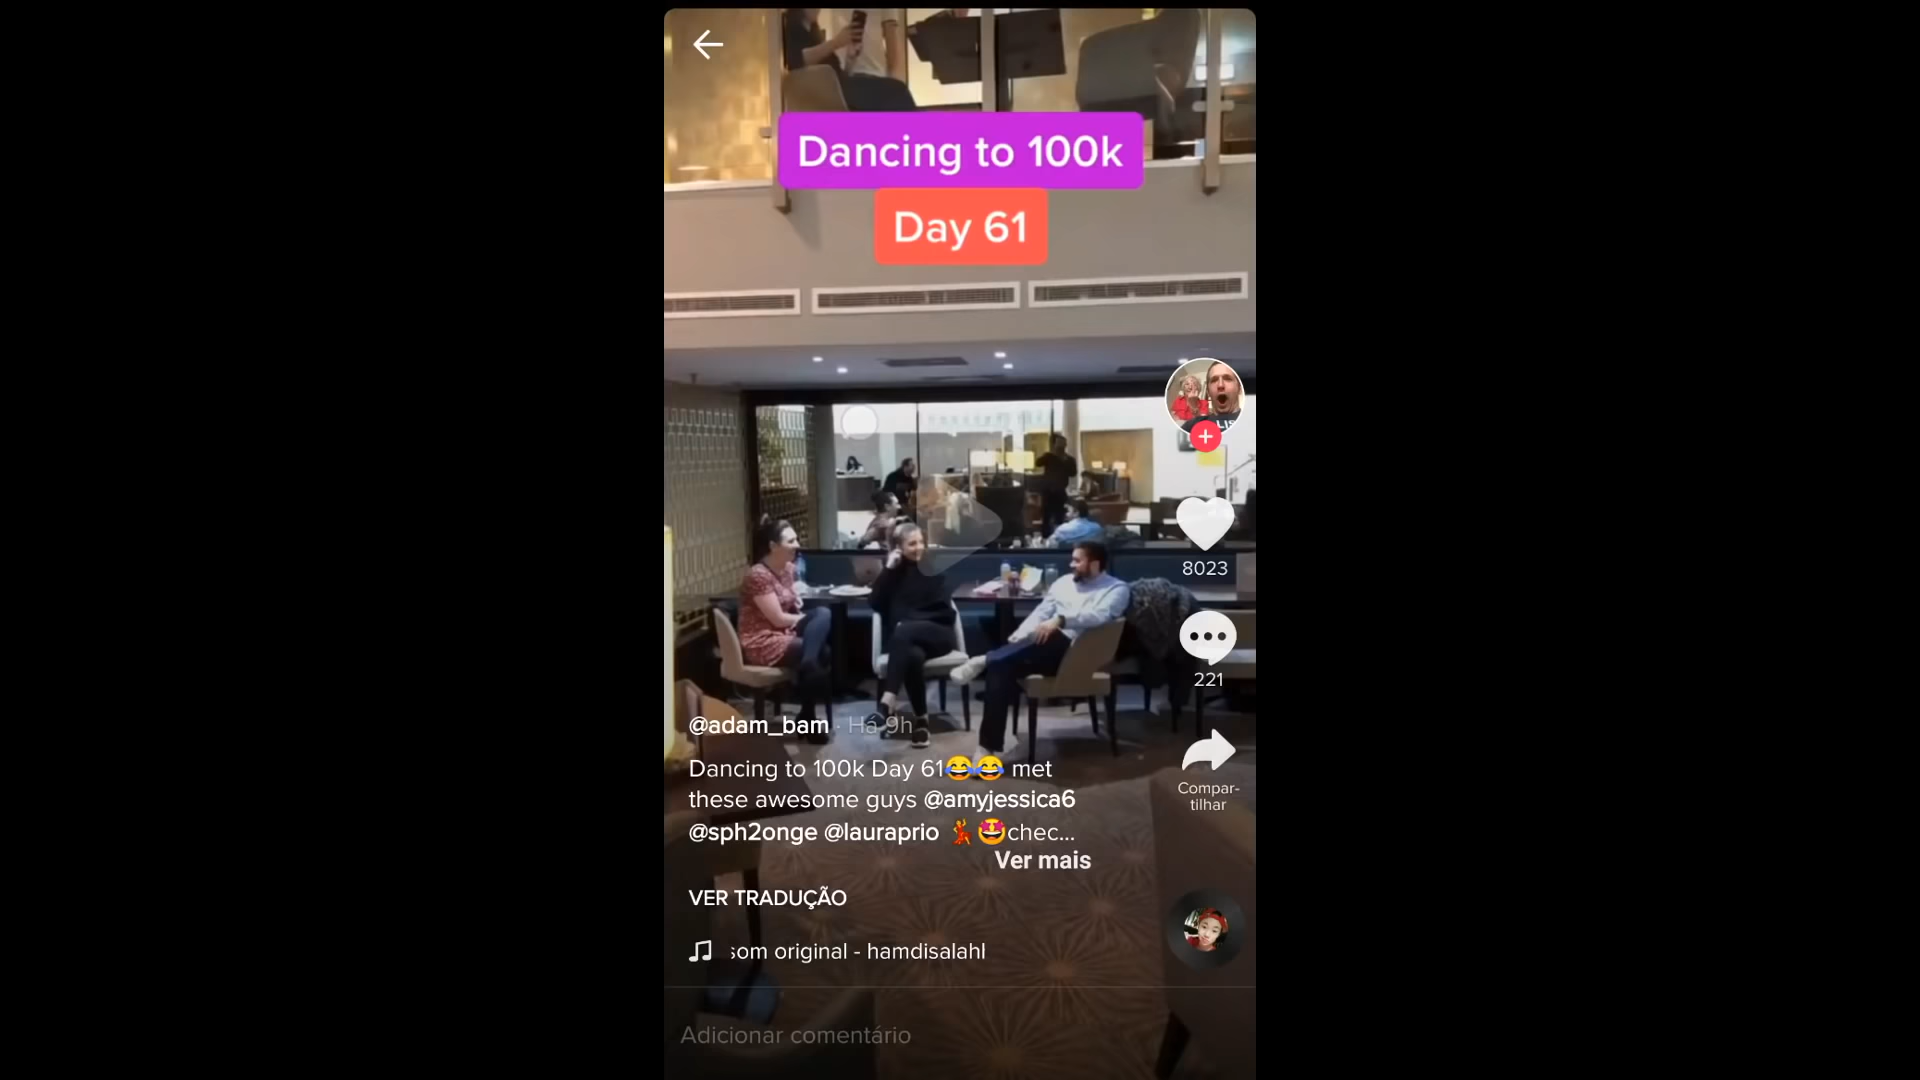 Dancing to 100k
Day 61
8023
221
@adam_bam · Há 9h
Dancing to 100k Day 61😂😂 met
these awesome guys @amyjessica6
@sph2onge @lauraprio 💃🤩chec...
Ver mais
Compar-
tilhar
VER TRADUÇÃO
som original - hamdisalahl
Adicionar comentário